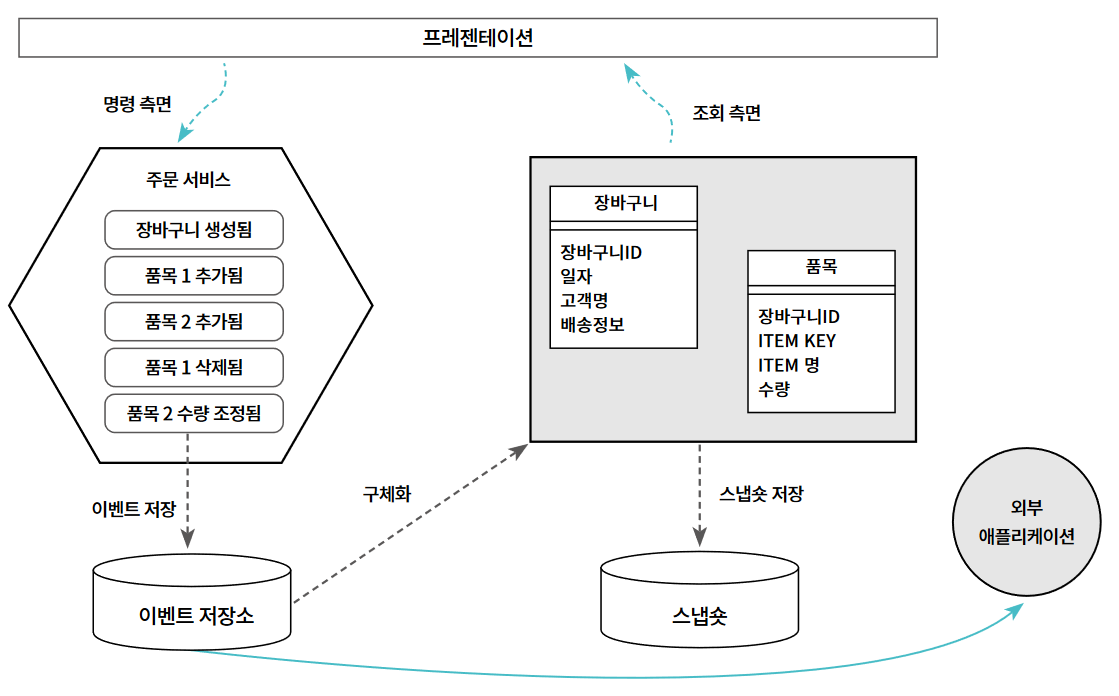 프레젠테이션
명령 측면
조회 측면
주문 서비스
장바구니 생성됨
품목 1 추가됨
품목 2 추가됨
품목 1 삭제됨
품목 2 수량 조정됨
장바구니
장바구니ID
일자
고객명
배송정보
품목
장바구니ID
ITEM KEY
ITEM 명
수량
이벤트 저장
구체화
스냅숏 저장
외부
애플리케이션
이벤트 저장소
스냅숏